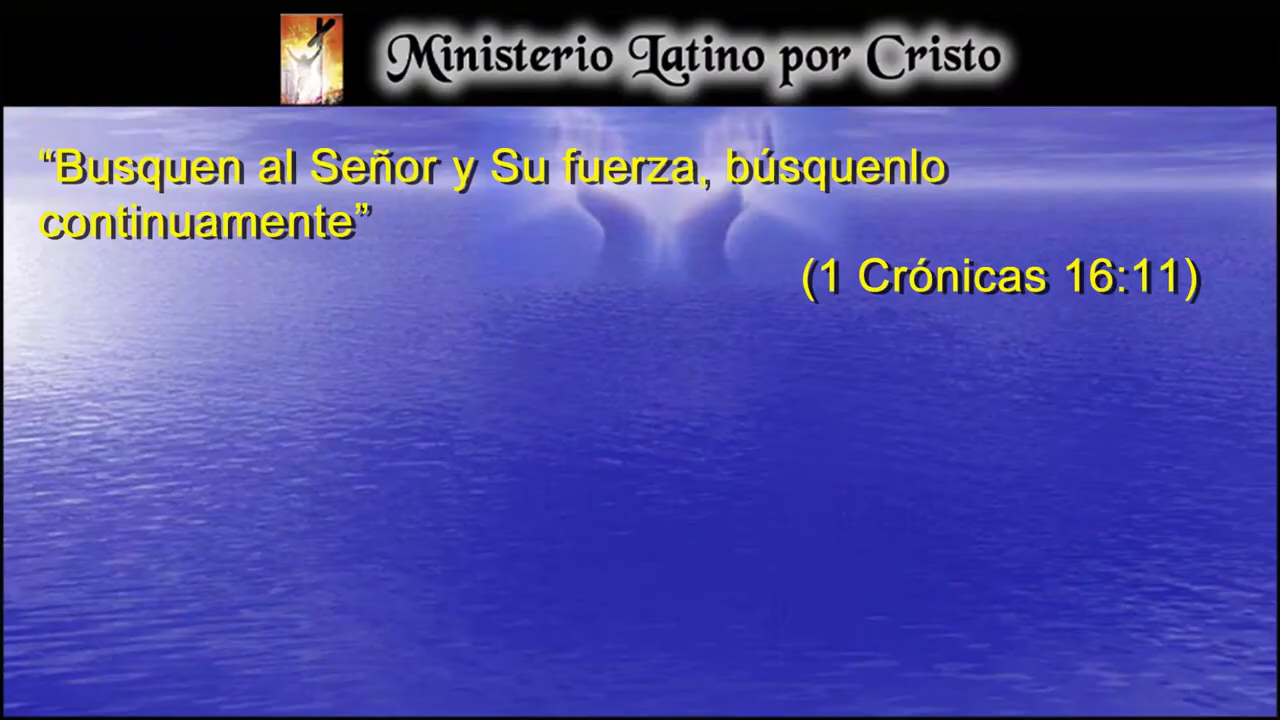 Ministerio Latino por Cristo
“Busquen al Señor y Su fuerza, búsquenlo
continuamente”
(1 Crónicas 16:11)